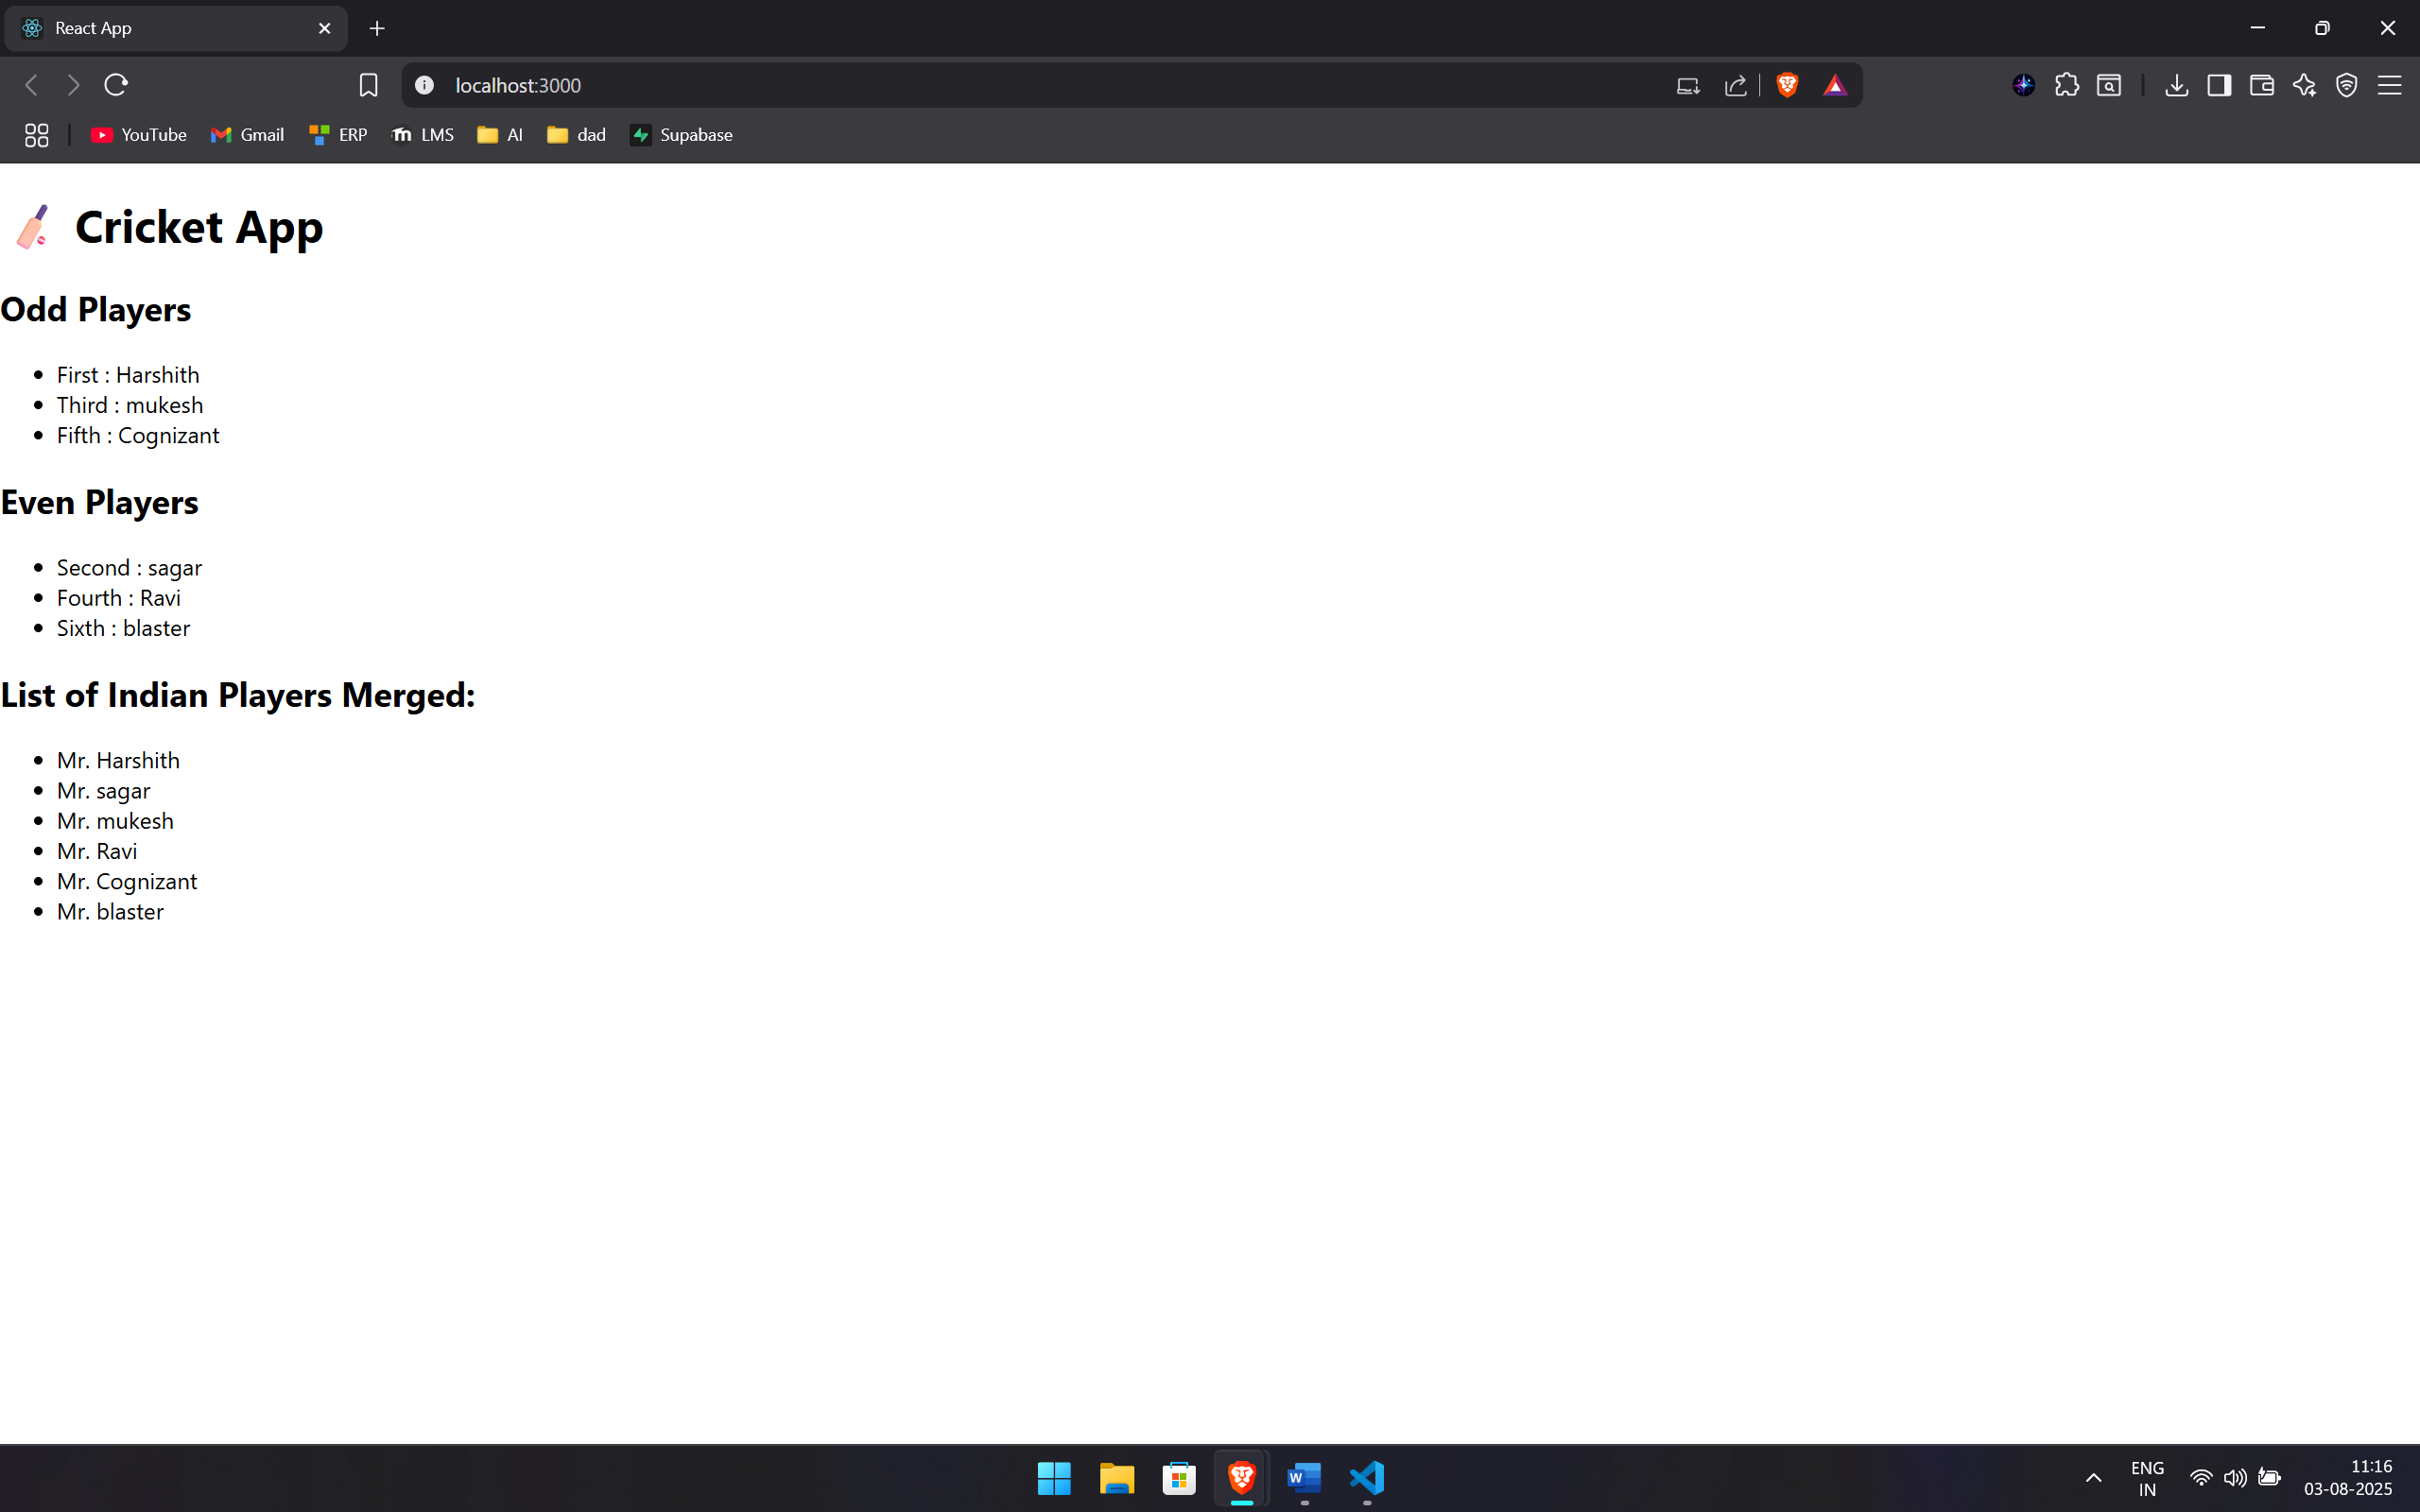 React App
localhost:3000
YouTube Gmail ERP LMS AI dad Supabase
Cricket App
Odd Players
First : Harshith
Third : mukesh
Fifth : Cognizant
Even Players
Second : sagar
Fourth : Ravi
Sixth : blaster
List of Indian Players Merged:
Mr. Harshith
Mr. sagar
Mr. mukesh
Mr. Ravi
Mr. Cognizant
Mr. blaster
ENG
IN
11:16
03-08-2025